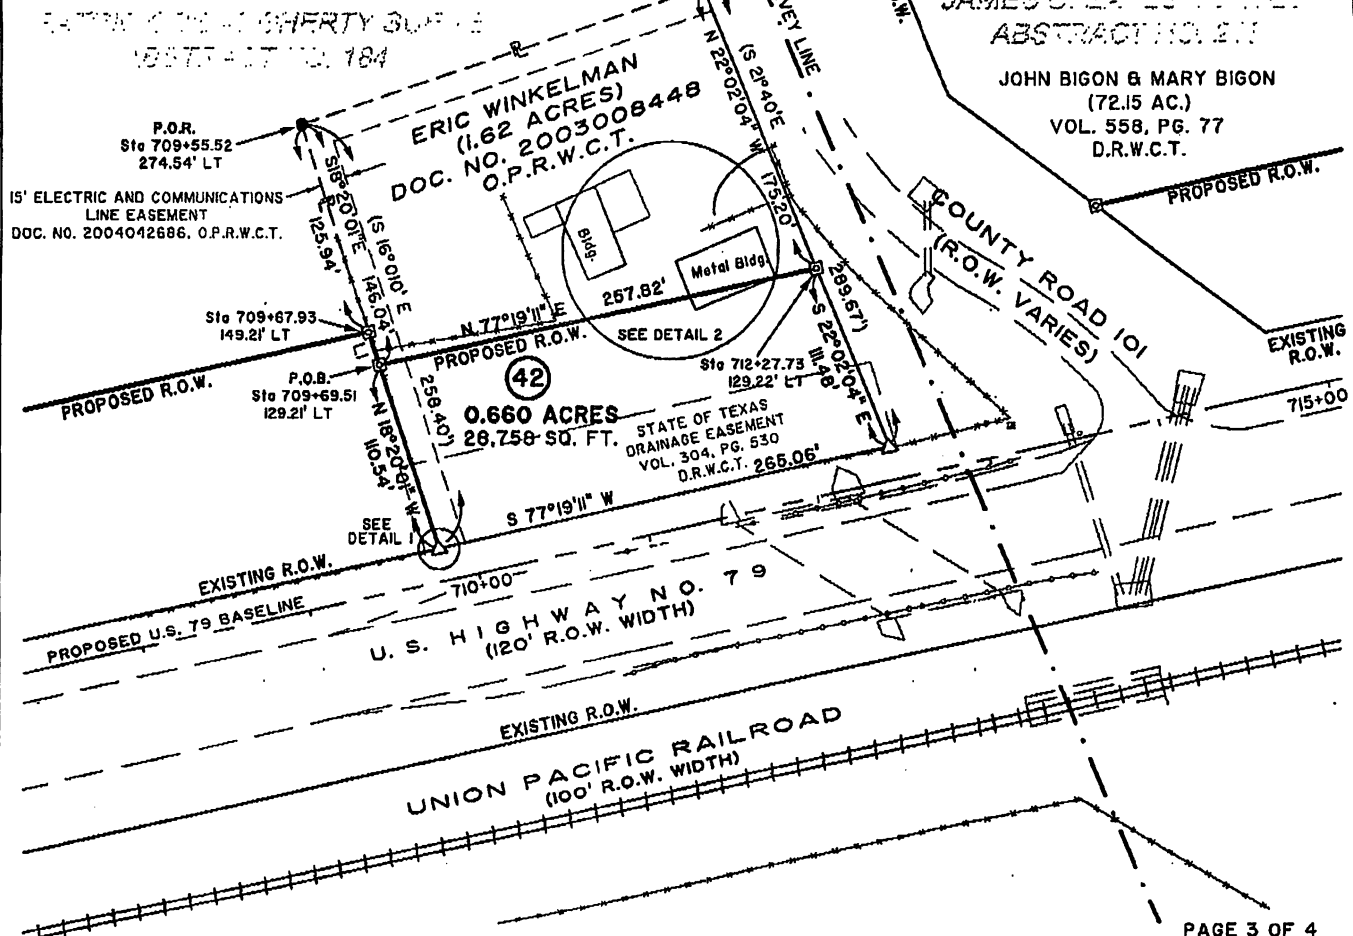 ABSTRACT NO. 184
ABSTRACT NO.
JOHN BIGON & MARY BIGON
(72.15 AC.)
VOL. 558, PG. 77
D.R.W.C.T.
R.O.W.
VEY LINE
N 22°02'04" W
175.20'
(S 21°40'E
289.67')
ERIC WINKELMAN
(1.62 ACRES)
DOC. NO. 2003008448
O.P.R.W.C.T.
P.O.R.
Sta 709+55.52
274.54' LT
15' ELECTRIC AND COMMUNICATIONS
LINE EASEMENT
DOC. NO. 2004042686, O.P.R.W.C.T.
S18°20'01"E
125.94'
(S 16°010' E
146.04'
258.40')
Bldg.
Metal Bldg.
PROPOSED R.O.W.
COUNTY ROAD 101
(R.O.W. VARIES)
EXISTING
R.O.W.
Sta 709+67.93
149.21' LT
L1
N 77°19'11" E
257.82'
PROPOSED R.O.W.
SEE DETAIL 2
PROPOSED R.O.W.
P.O.B.
Sta 709+69.51
129.21' LT
42
0.660 ACRES
28,758 SQ. FT.
Sta 712+27.73
129.22' LT
S 22°02'04" E
111.48'
STATE OF TEXAS
DRAINAGE EASEMENT
VOL. 304, PG. 530
D.R.W.C.T.
265.06'
S 77°19'11" W
N 18°20'01" W
110.54'
SEE
DETAIL 1
715+00
EXISTING R.O.W.
710+00
PROPOSED U.S. 79 BASELINE
U. S. HIGHWAY NO. 79
(120' R.O.W. WIDTH)
EXISTING R.O.W.
UNION PACIFIC RAILROAD
(100' R.O.W. WIDTH)
PAGE 3 OF 4